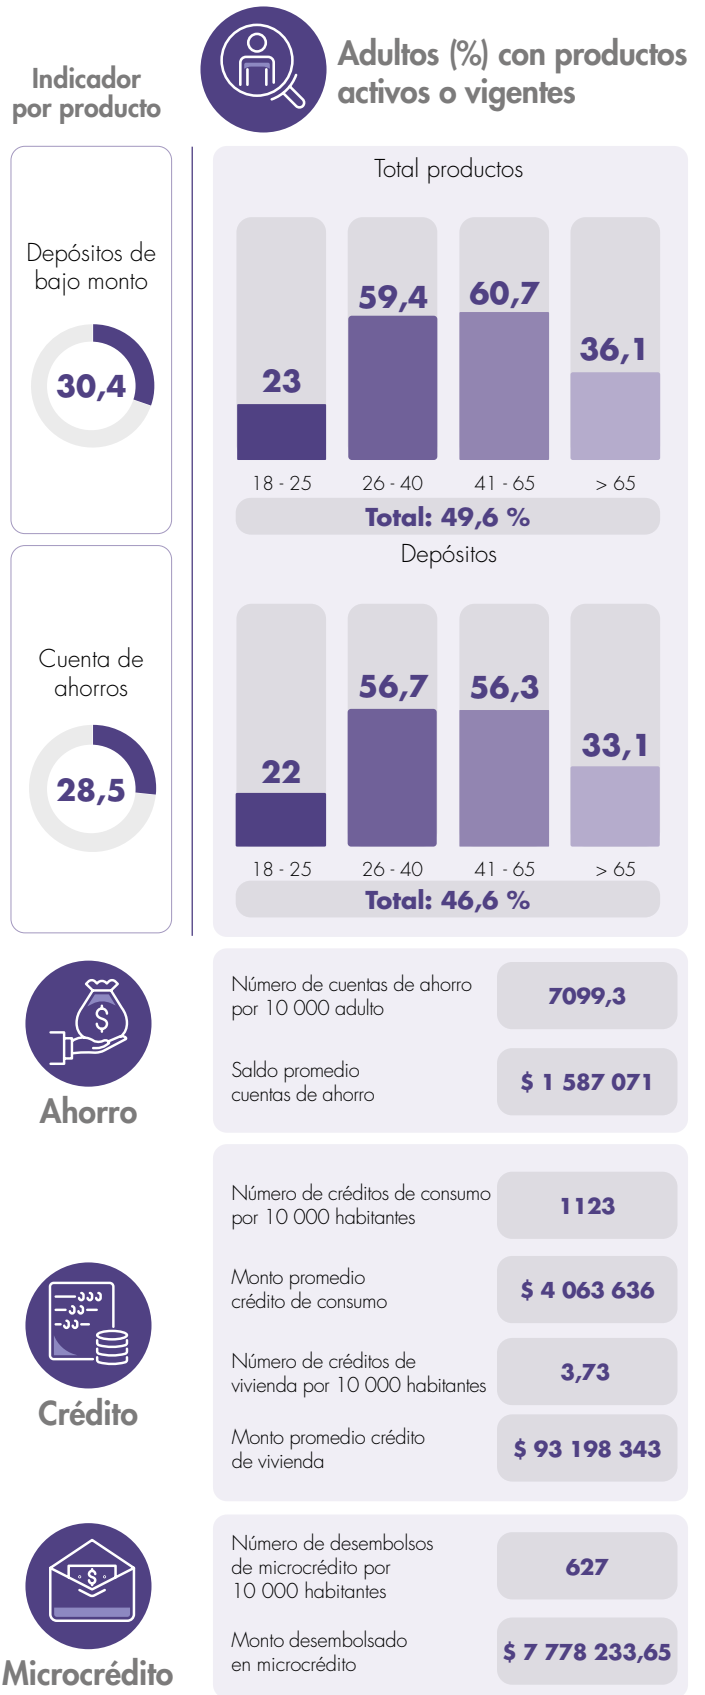 Indicador
por producto
Adultos (%) con productos
activos o vigentes
Depósitos de
bajo monto
30,4
Total productos
23
59,4
60,7
36,1
18 - 25
26 - 40
41 - 65
> 65
Total: 49,6 %
Cuenta de
ahorros
28,5
Depósitos
22
56,7
56,3
33,1
18 - 25
26 - 40
41 - 65
> 65
Total: 46,6 %
$
Ahorro
Número de cuentas de ahorro
por 10 000 adulto
7099,3
Saldo promedio
cuentas de ahorro
$ 1 587 071
Crédito
Número de créditos de consumo
por 10 000 habitantes
1123
Monto promedio
crédito de consumo
$ 4 063 636
Número de créditos de
vivienda por 10 000 habitantes
3,73
Monto promedio crédito
de vivienda
$ 93 198 343
$
Microcrédito
Número de desembolsos
de microcrédito por
10 000 habitantes
627
Monto desembolsado
en microcrédito
$ 7 778 233,65